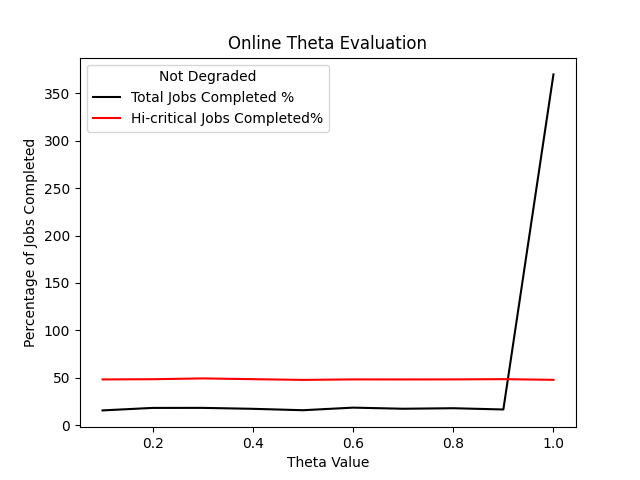 Online Theta Evaluation
Not Degraded
Total Jobs Completed %
Hi-critical Jobs Completed%
Percentage of Jobs Completed
350
300
250
200
150
100
50
0
0.2 0.4 0.6 0.8 1.0
Theta Value